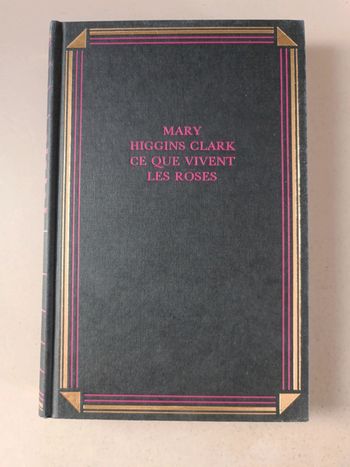 MARY
HIGGINS CLARK
CE QUE VIVENT
LES ROSES